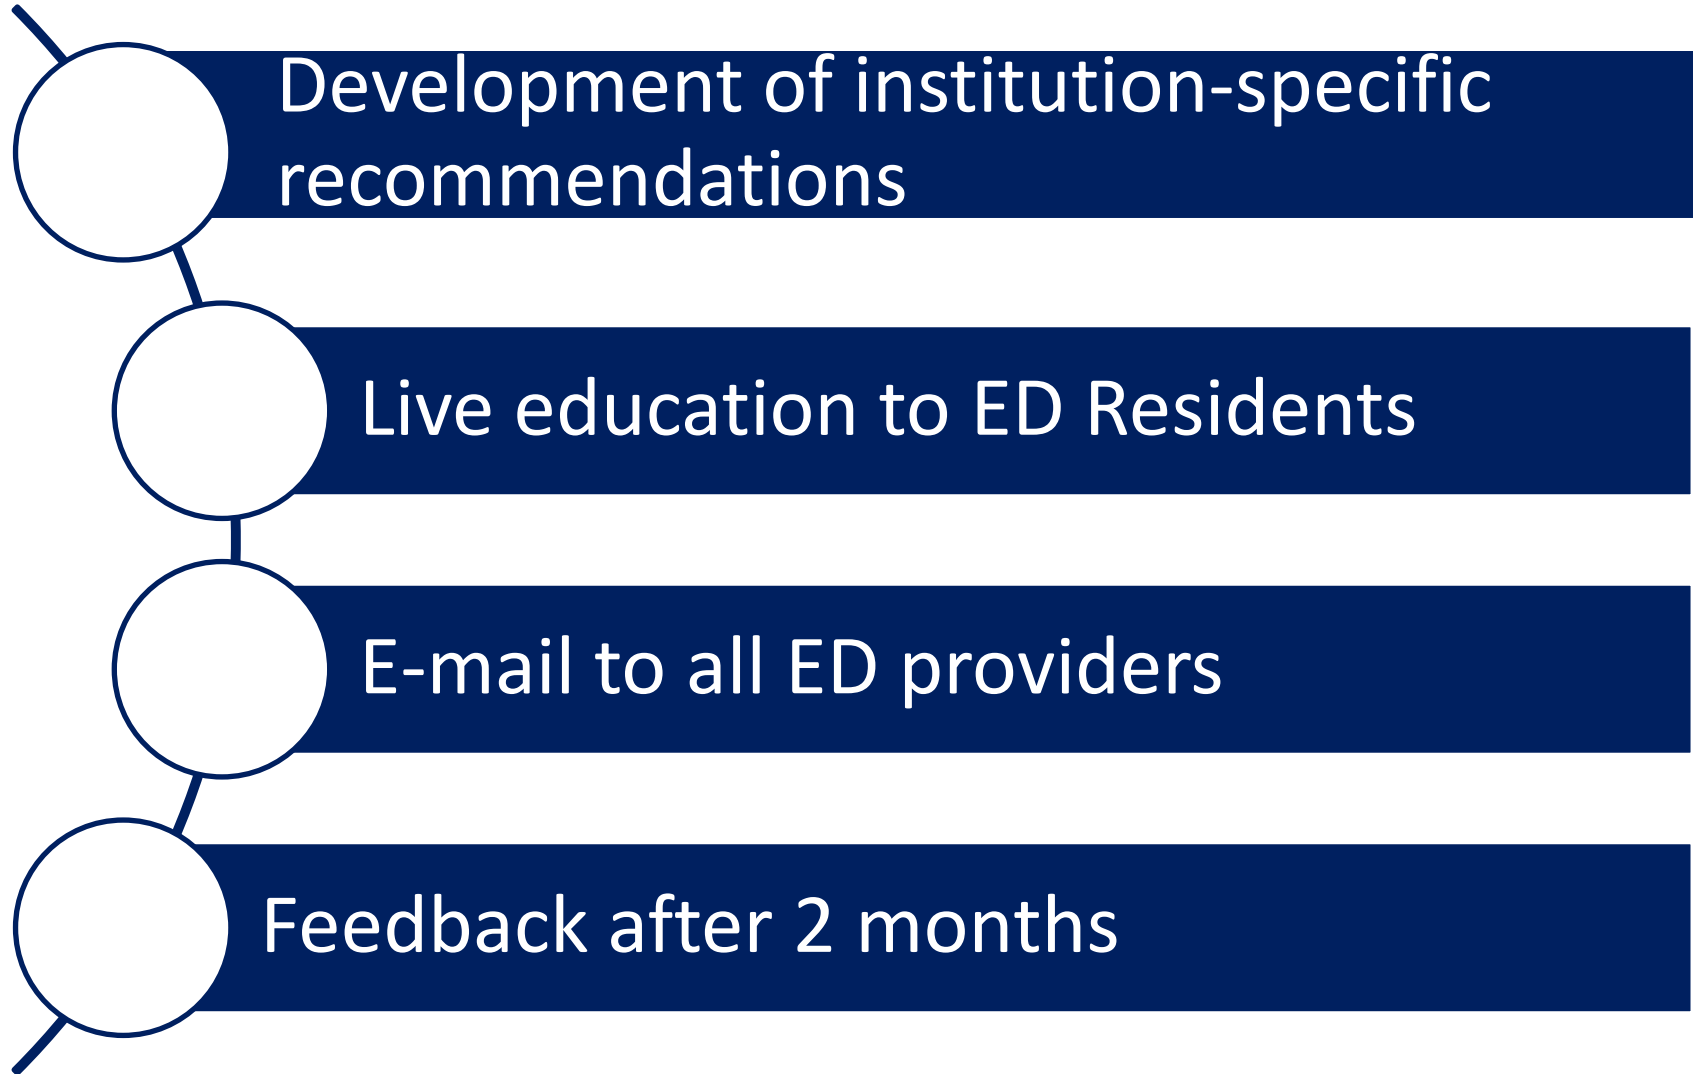 Development of institution-specific
recommendations
Live education to ED Residents
E-mail to all ED providers
Feedback after 2 months